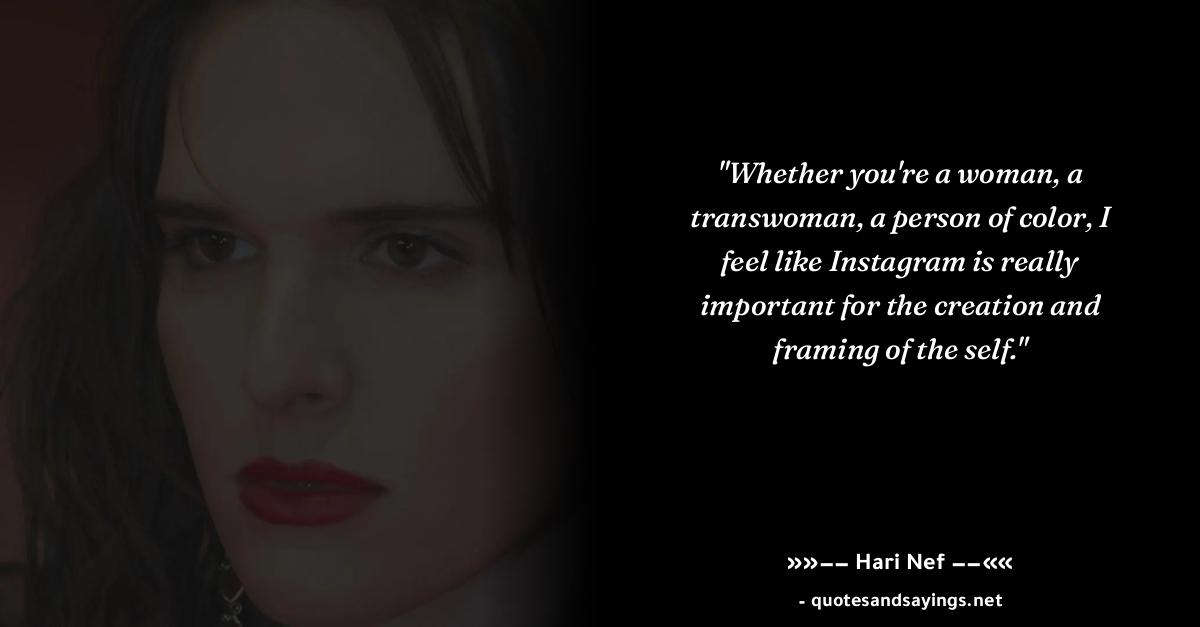 "Whether you're a woman, a
transwoman, a person of color, I
feel like Instagram is really
important for the creation and
framing of the self."
»»−− Hari Nef −−««
- quotesandsayings.net